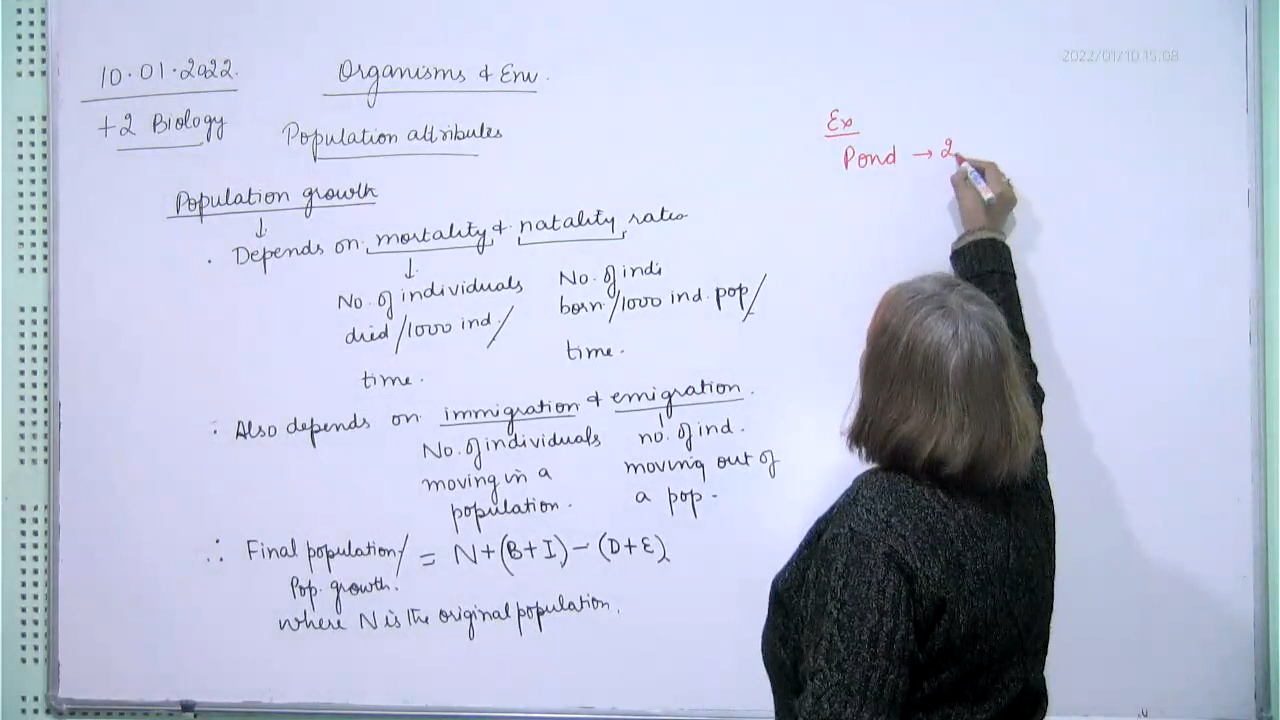 2022/01/10 15:08
10.01.2022.
Organisms & Env.
+2 Biology
Population attributes
Population growth
↓
. Depends on mortality & natality rates
↓
No. of individuals
died/1000 ind/
time.
No. of indi
born/1000 ind. pop/
time.
Also depends on immigration & emigration.
No. of individuals
moving in a
population.
no. of ind.
moving out of
a pop.
∴ Final population/ = N+(B+I)-(D+E)
Pop. growth.
where N is the original population.
Ex
Pond → 2